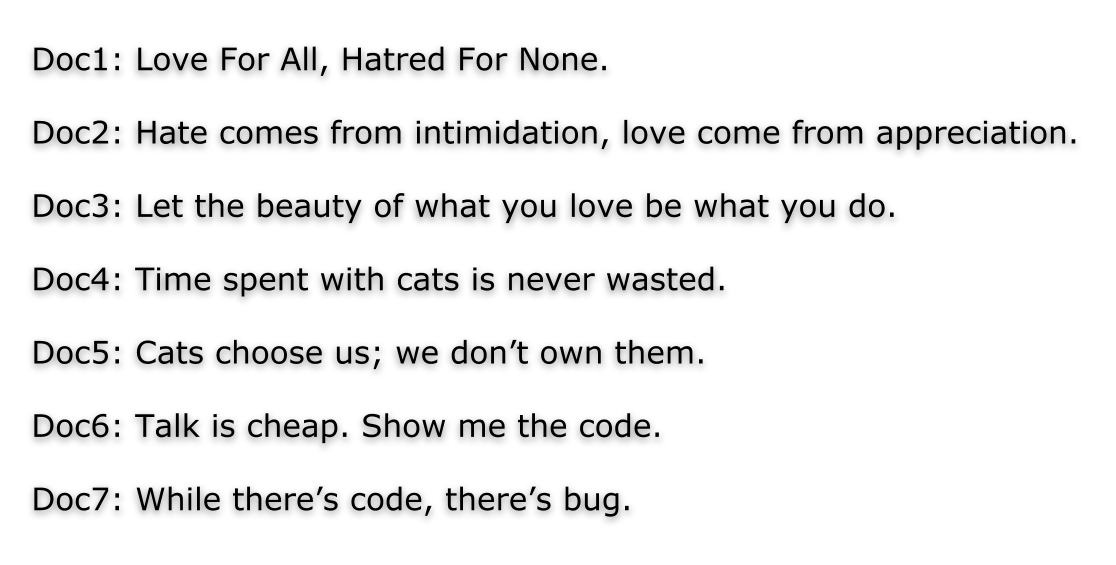 Doc1: Love For All, Hatred For None.
Doc2: Hate comes from intimidation, love come from appreciation.
Doc3: Let the beauty of what you love be what you do.
Doc4: Time spent with cats is never wasted.
Doc5: Cats choose us; we don’t own them.
Doc6: Talk is cheap. Show me the code.
Doc7: While there’s code, there’s bug.